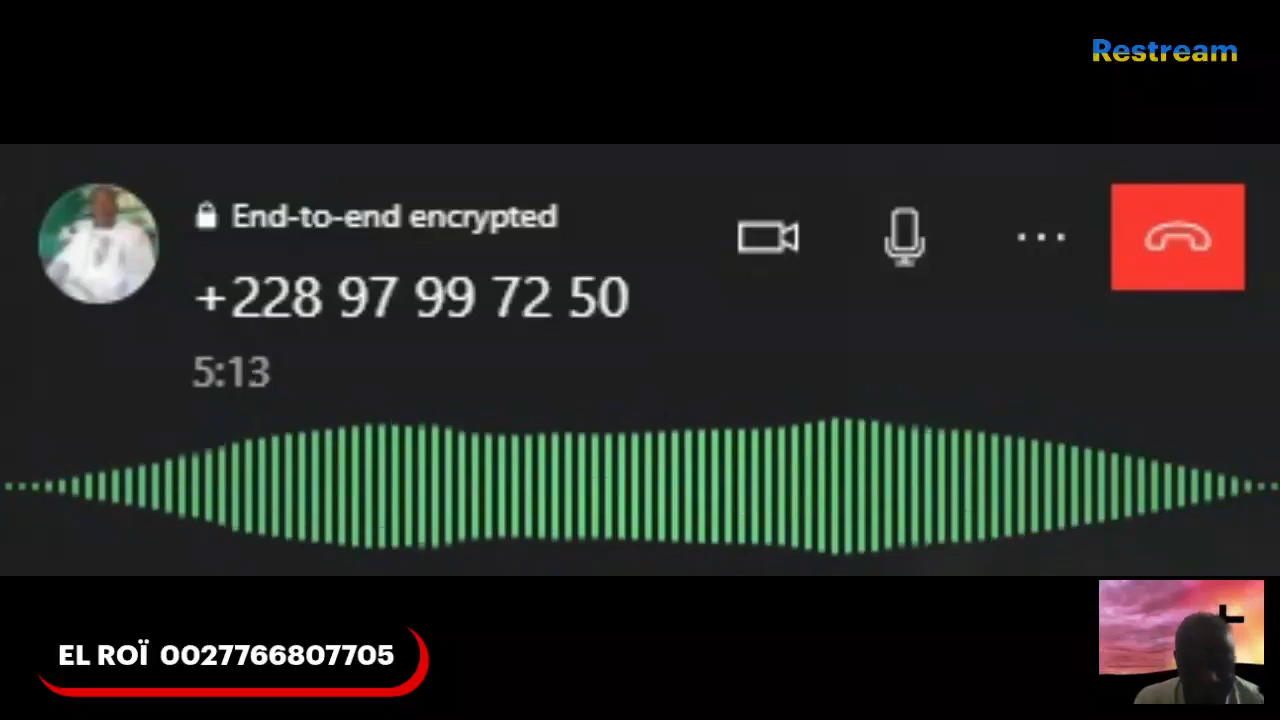 Restream
End-to-end encrypted
+228 97 99 72 50
5:13
EL ROÏ 0027766807705